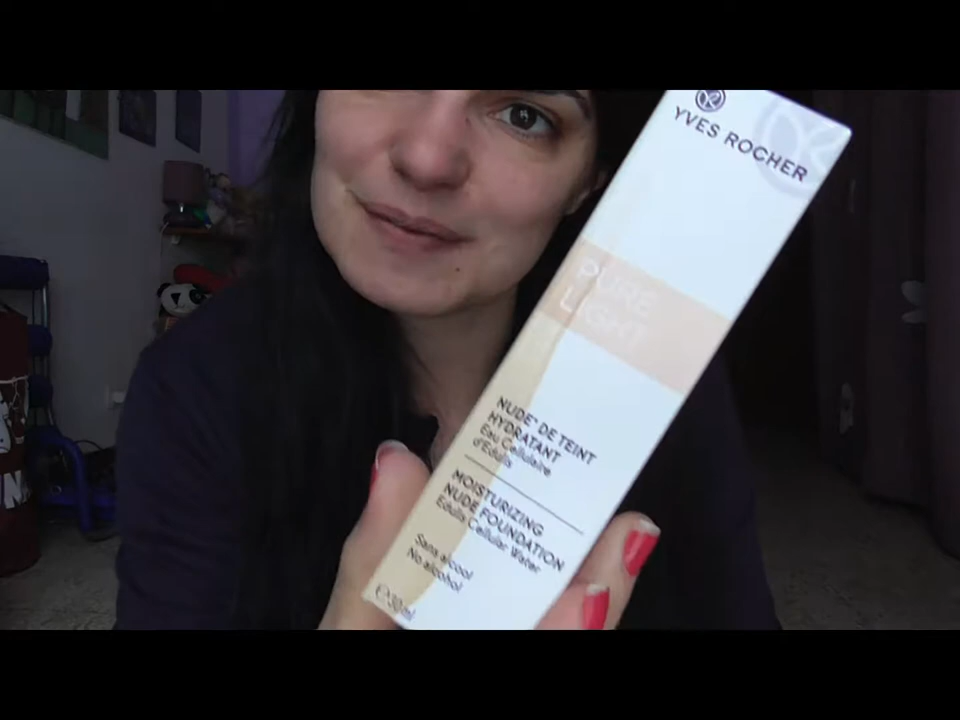 YVES ROCHER
PURE
LIGHT
NUDE* DE TEINT
HYDRATANT
Eau Cellulaire
d'Edulis
MOISTURIZING
NUDE* FOUNDATION
Edulis Cellular Water
Sans alcool
No alcohol
℮30ml